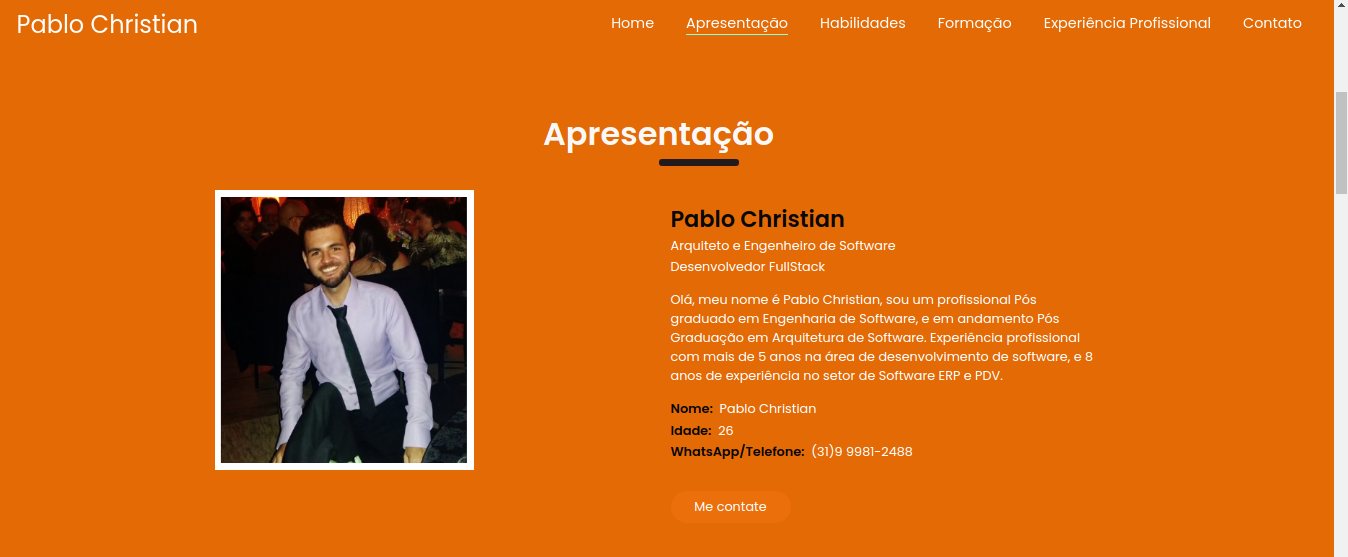 Pablo Christian
Home Apresentação Habilidades Formação Experiência Profissional Contato
Apresentação
Pablo Christian
Arquiteto e Engenheiro de Software
Desenvolvedor FullStack
Olá, meu nome é Pablo Christian, sou um profissional Pós
graduado em Engenharia de Software, e em andamento Pós
Graduação em Arquitetura de Software. Experiência profissional
com mais de 5 anos na área de desenvolvimento de software, e 8
anos de experiência no setor de Software ERP e PDV.
Nome: Pablo Christian
Idade: 26
WhatsApp/Telefone: (31)9 9981-2488
Me contate